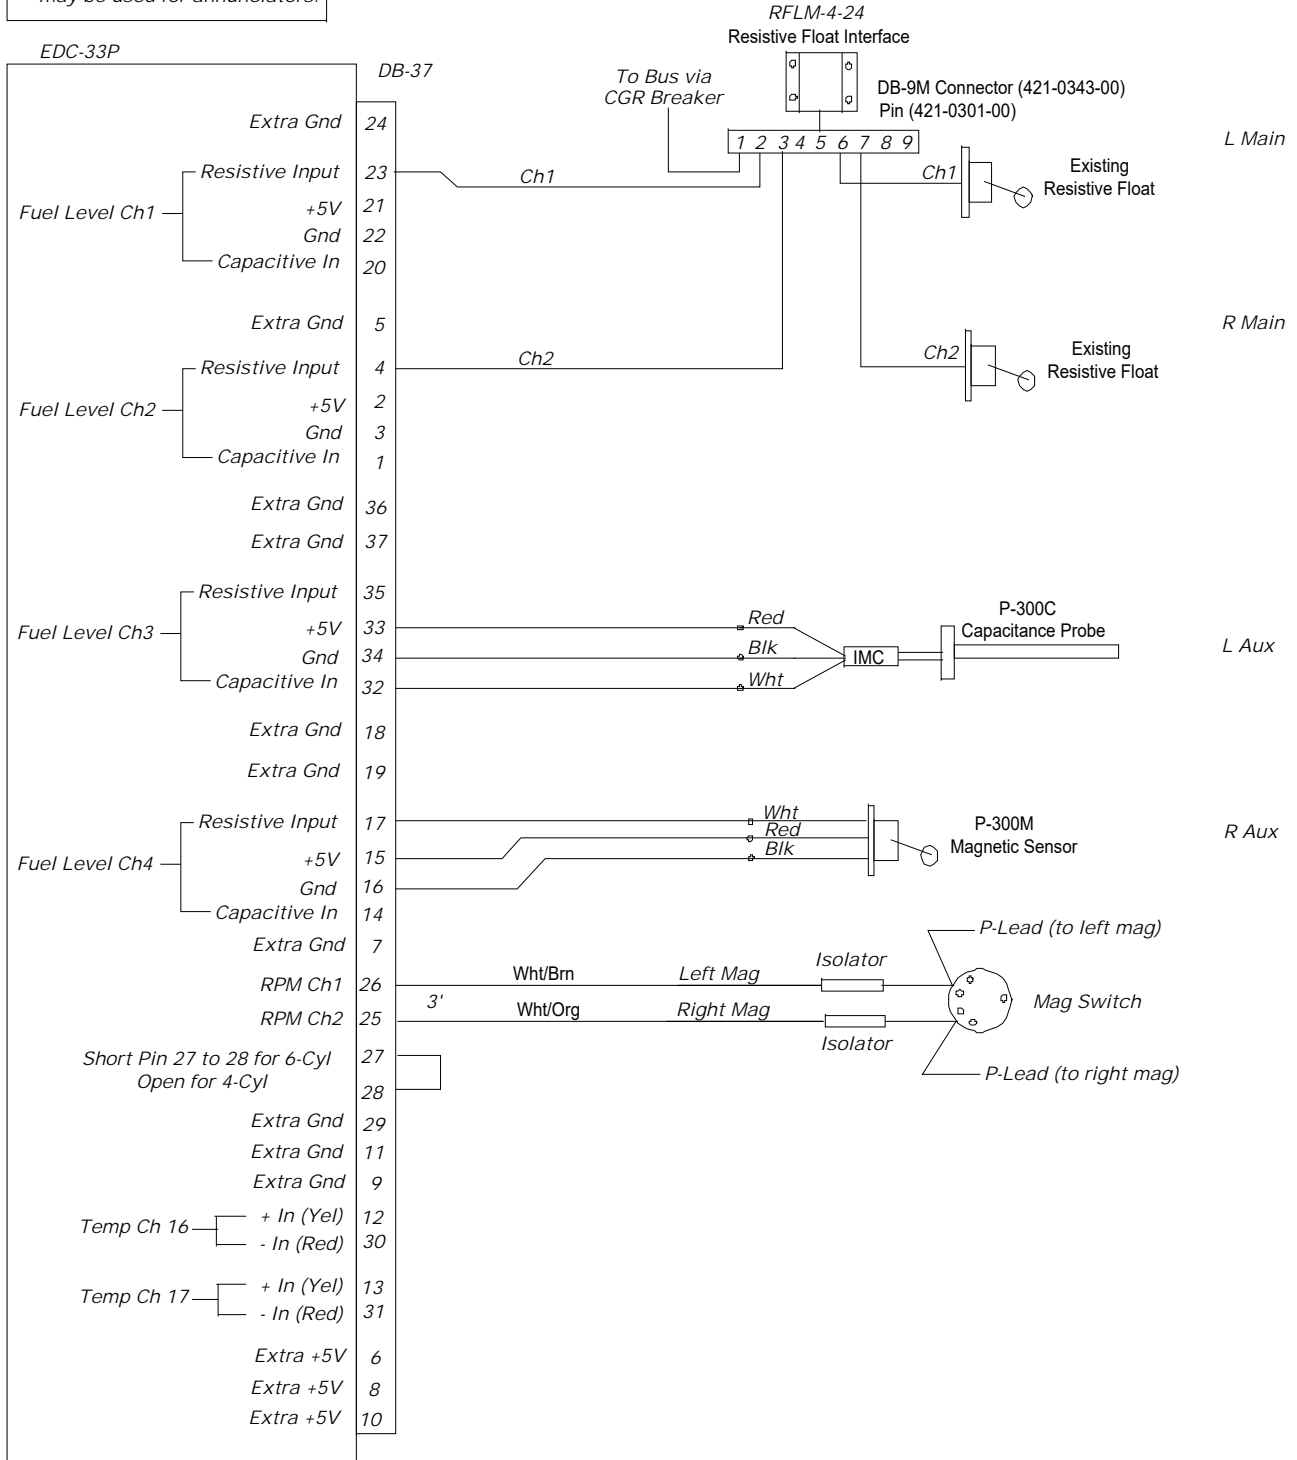 may be used for annunciators.
EDC-33P
DB-37
RFLM-4-24
Resistive Float Interface
To Bus via
CGR Breaker
DB-9M Connector (421-0343-00)
Pin (421-0301-00)
1 2 3 4 5 6 7 8 9
Extra Gnd 24
L Main
Fuel Level Ch1
Resistive Input 23
Ch1
Ch1
Existing
Resistive Float
+5V 21
Gnd 22
Capacitive In 20
Extra Gnd 5
R Main
Fuel Level Ch2
Resistive Input 4
Ch2
Ch2
Existing
Resistive Float
+5V 2
Gnd 3
Capacitive In 1
Extra Gnd 36
Extra Gnd 37
Fuel Level Ch3
Resistive Input 35
+5V 33
Red
Gnd 34
Blk
Capacitive In 32
Wht
IMC
P-300C
Capacitance Probe
L Aux
Extra Gnd 18
Extra Gnd 19
Fuel Level Ch4
Resistive Input 17
Wht
Red
Blk
P-300M
Magnetic Sensor
R Aux
+5V 15
Gnd 16
Capacitive In 14
Extra Gnd 7
P-Lead (to left mag)
RPM Ch1 26
Wht/Brn
Left Mag
Isolator
3'
Mag Switch
RPM Ch2 25
Wht/Org
Right Mag
Isolator
P-Lead (to right mag)
Short Pin 27 to 28 for 6-Cyl
Open for 4-Cyl
27
28
Extra Gnd 29
Extra Gnd 11
Extra Gnd 9
Temp Ch 16
+ In (Yel) 12
- In (Red) 30
Temp Ch 17
+ In (Yel) 13
- In (Red) 31
Extra +5V 6
Extra +5V 8
Extra +5V 10